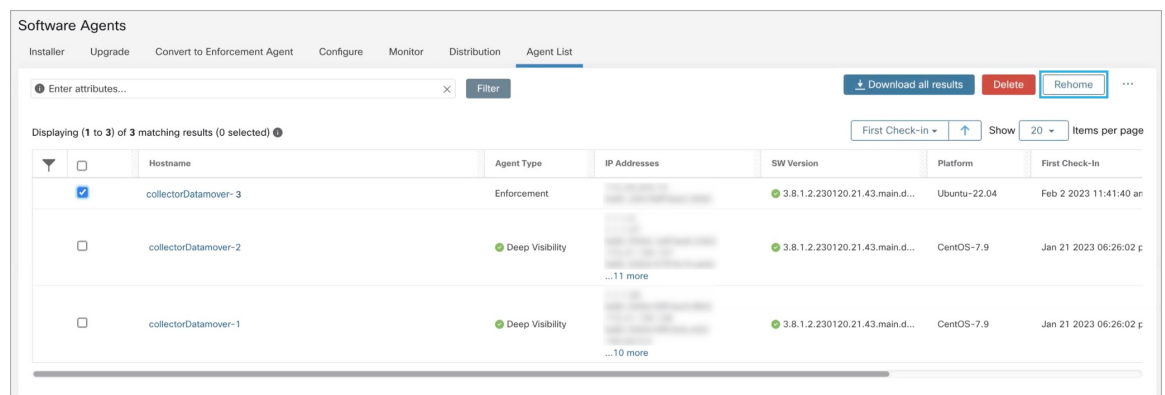 Software Agents
Installer Upgrade Convert to Enforcement Agent Configure Monitor Distribution Agent List
Enter attributes... × Filter Download all results Delete Rehome ...
Displaying (1 to 3) of 3 matching results (0 selected) First Check-in Show 20 Items per page
Hostname Agent Type IP Addresses SW Version Platform First Check-In
collectorDatamover-3 Enforcement 3.8.1.2.230120.21.43.main.d... Ubuntu-22.04 Feb 2 2023 11:41:40 am
collectorDatamover-2 Deep Visibility 3.8.1.2.230120.21.43.main.d... CentOS-7.9 Jan 21 2023 06:26:02 p
...11 more
collectorDatamover-1 Deep Visibility 3.8.1.2.230120.21.43.main.d... CentOS-7.9 Jan 21 2023 06:26:02 p
...10 more